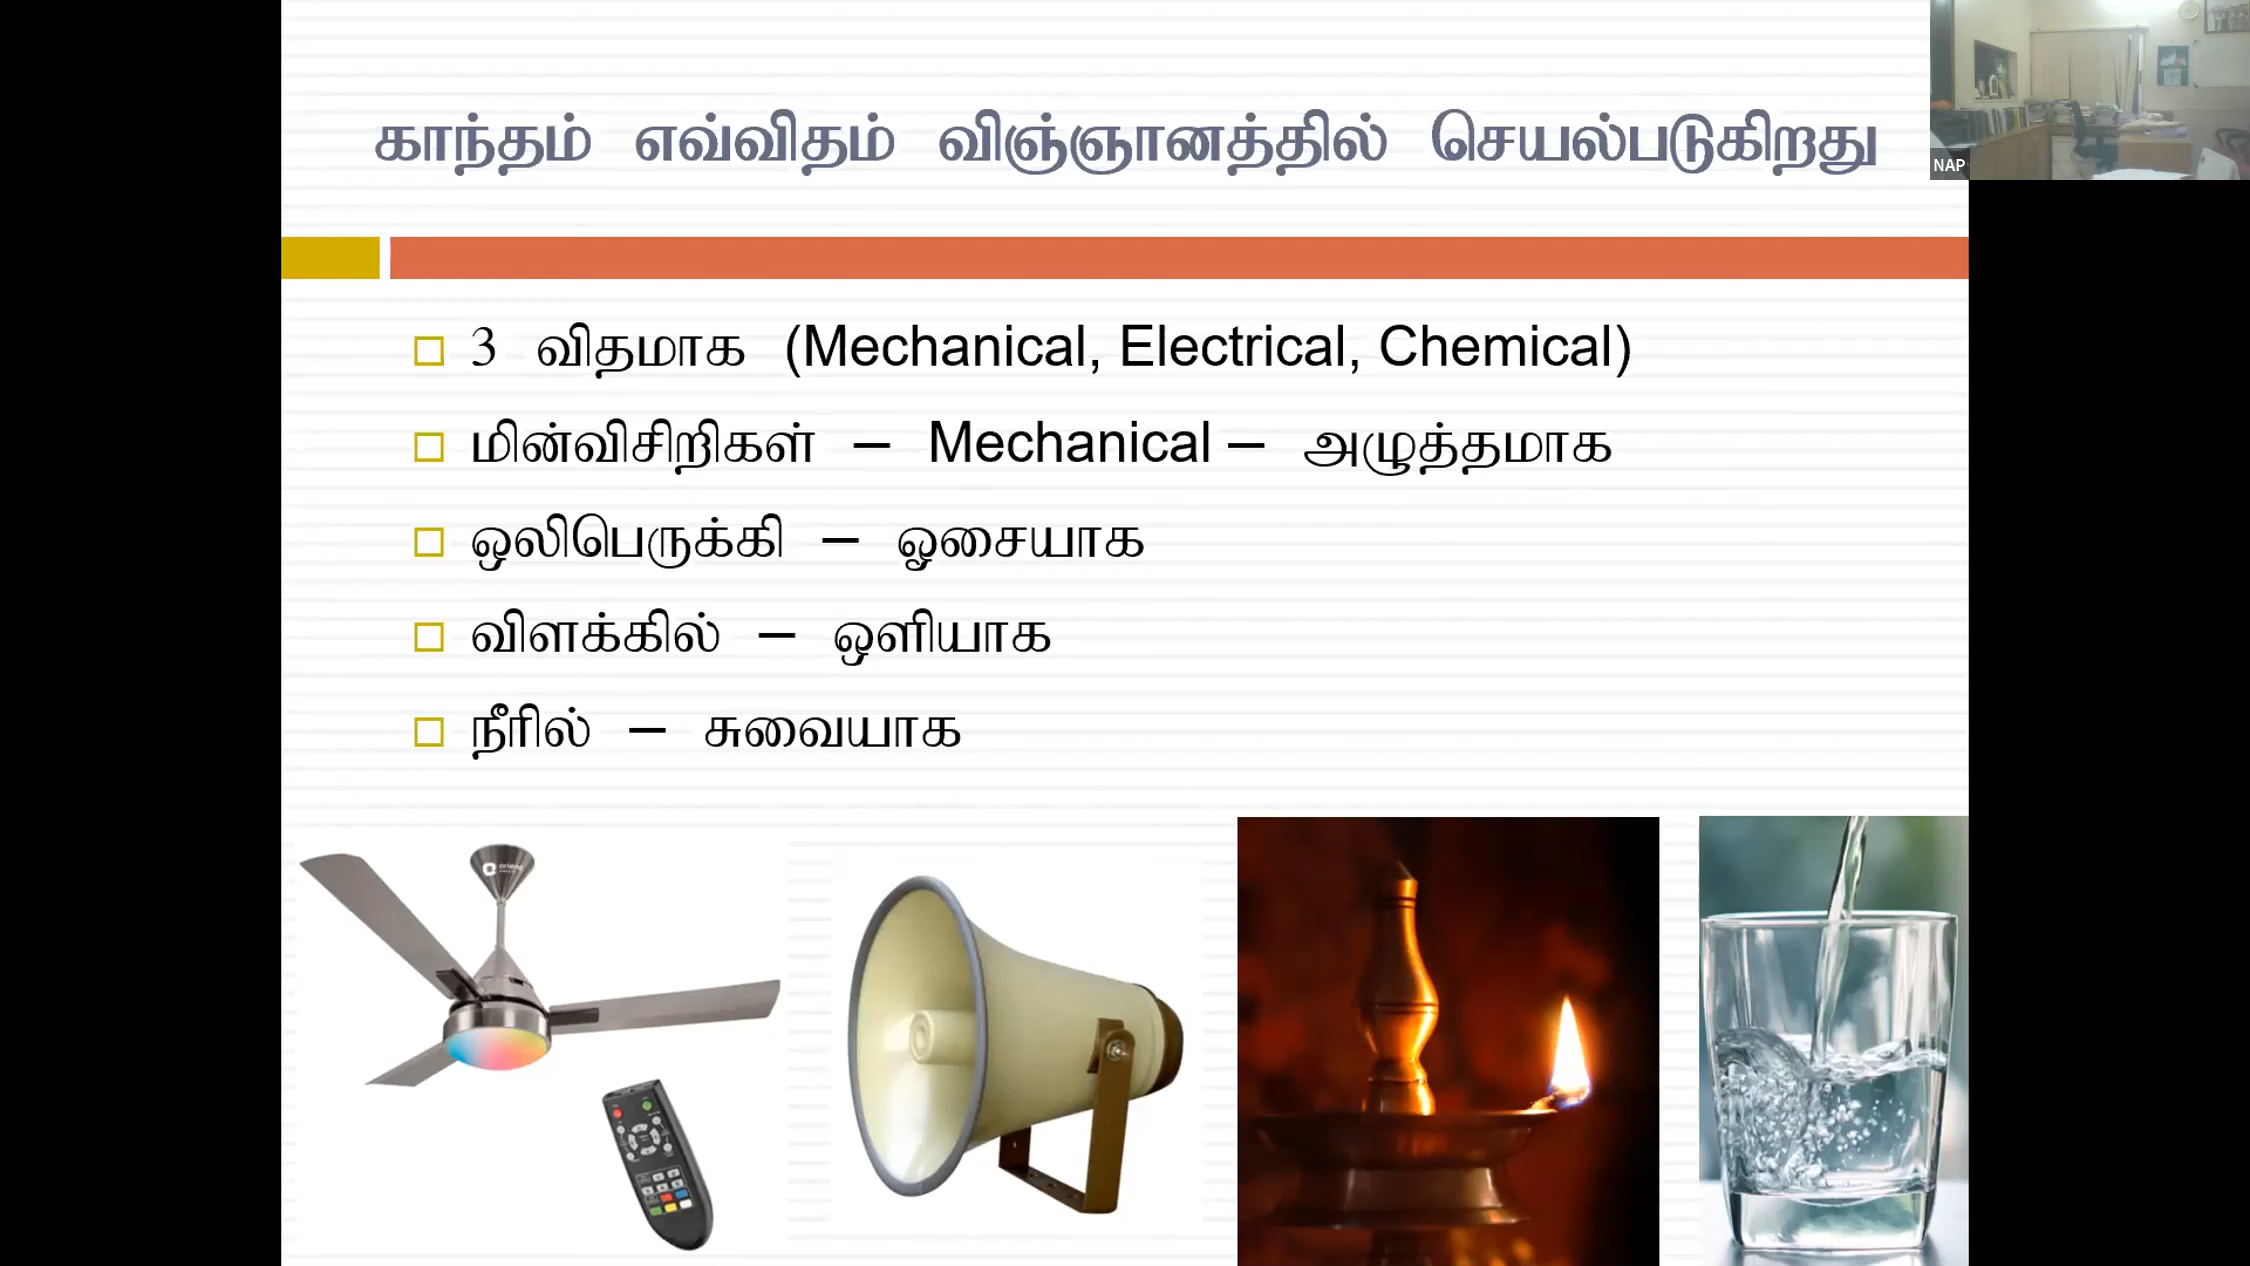 காந்தம் எவ்விதம் விஞ்ஞானத்தில் செயல்படுகிறது
NAP
3 விதமாக (Mechanical, Electrical, Chemical)
மின்விசிறிகள் – Mechanical – அழுத்தமாக
ஒலிபெருக்கி – ஓசையாக
விளக்கில் – ஒளியாக
நீரில் – சுவையாக
orient